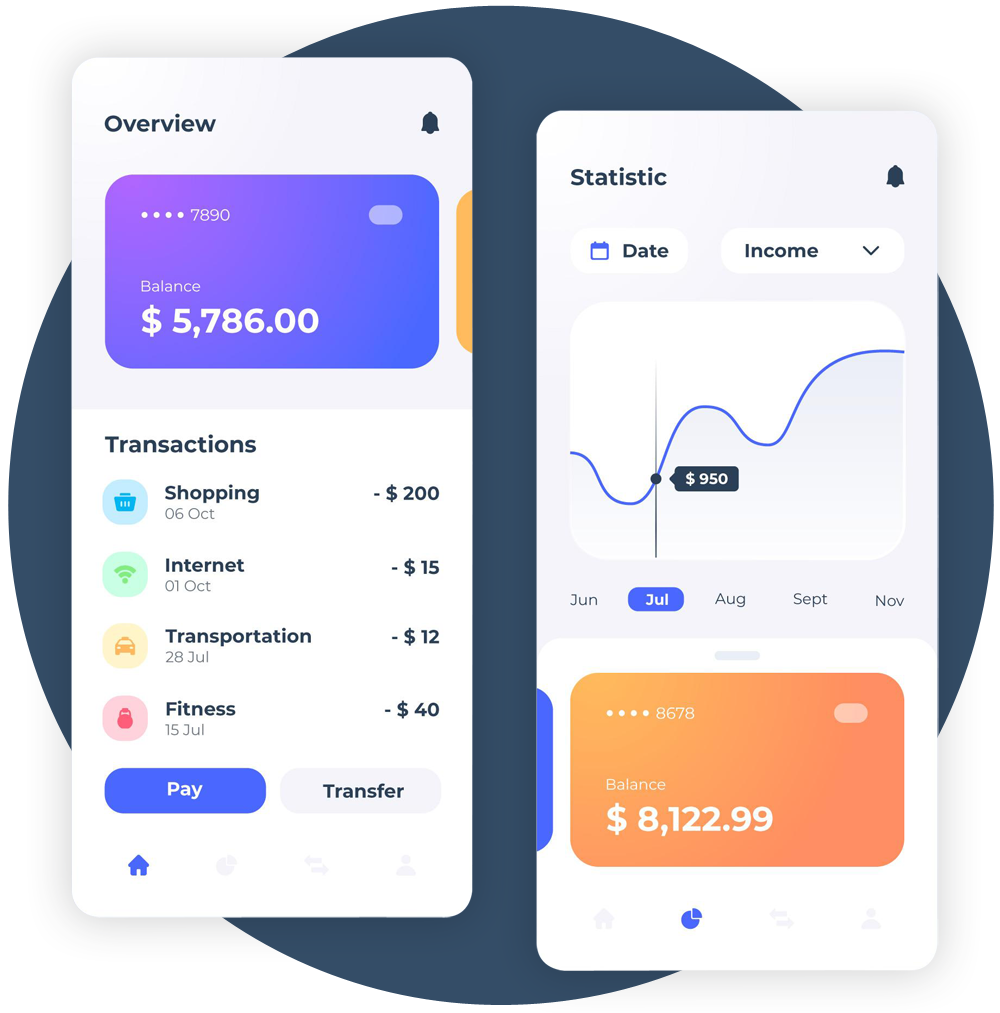 Overview
•••• 7890
Balance
$ 5,786.00
Transactions
Shopping - $ 200
06 Oct
Internet - $ 15
01 Oct
Transportation - $ 12
28 Jul
Fitness - $ 40
15 Jul
Pay Transfer
Statistic
Date Income
$ 950
Jun Jul Aug Sept Nov
•••• 8678
Balance
$ 8,122.99